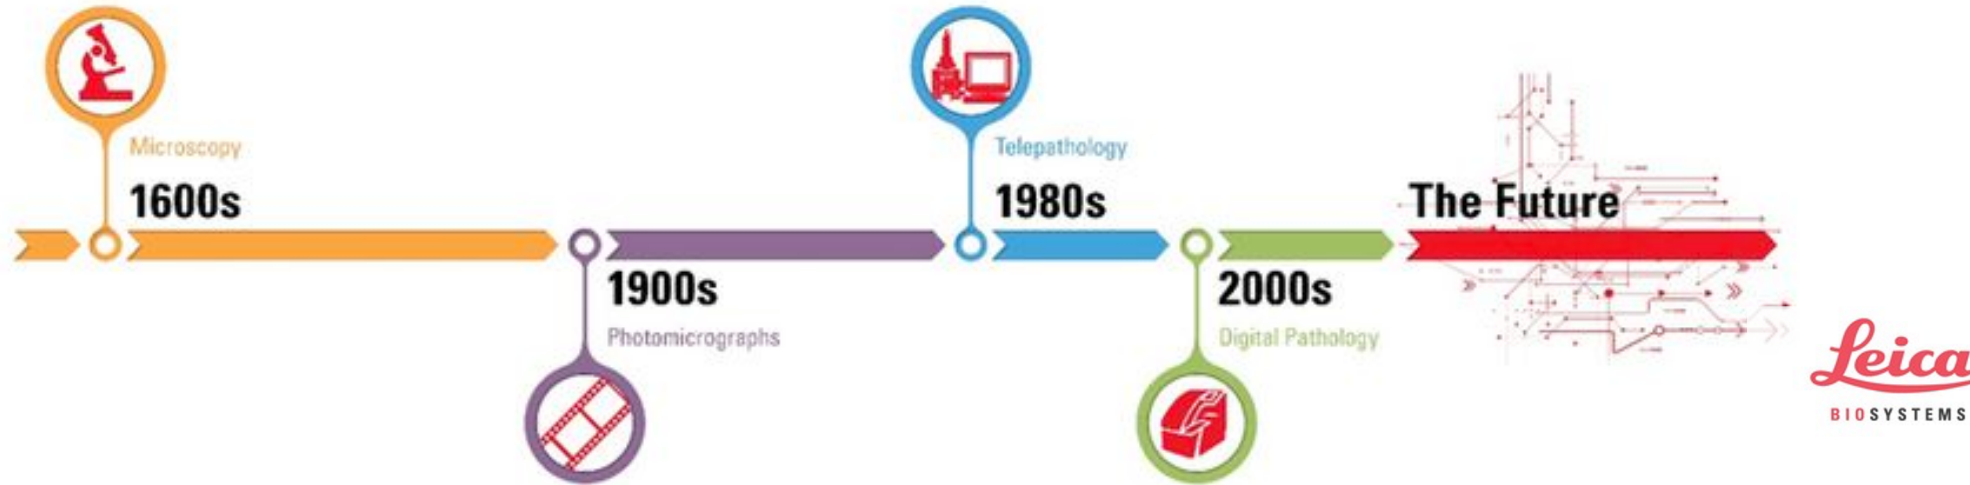 Microscopy
1600s
1900s
Photomicrographs
Telepathology
1980s
2000s
Digital Pathology
The Future
Leica
BIOSYSTEMS